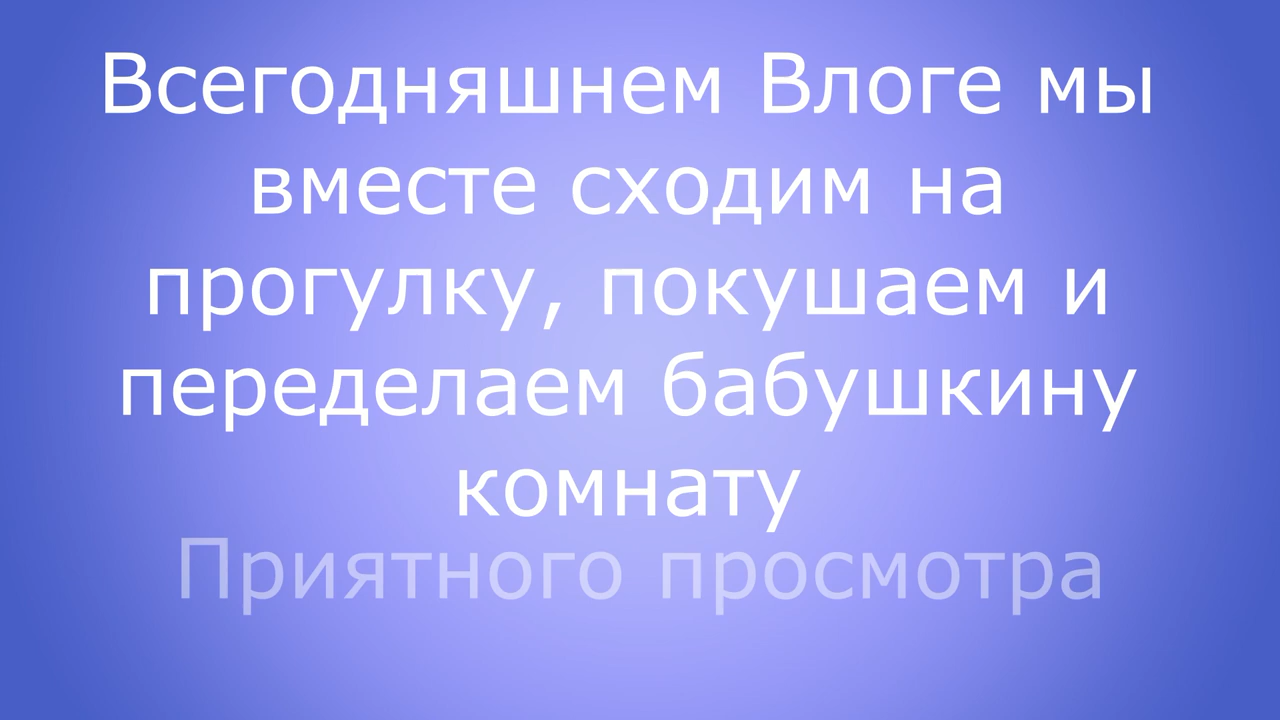 Всегодняшнем Влоге мы
вместе сходим на
прогулку, покушаем и
переделаем бабушкину
комнату
Приятного просмотра